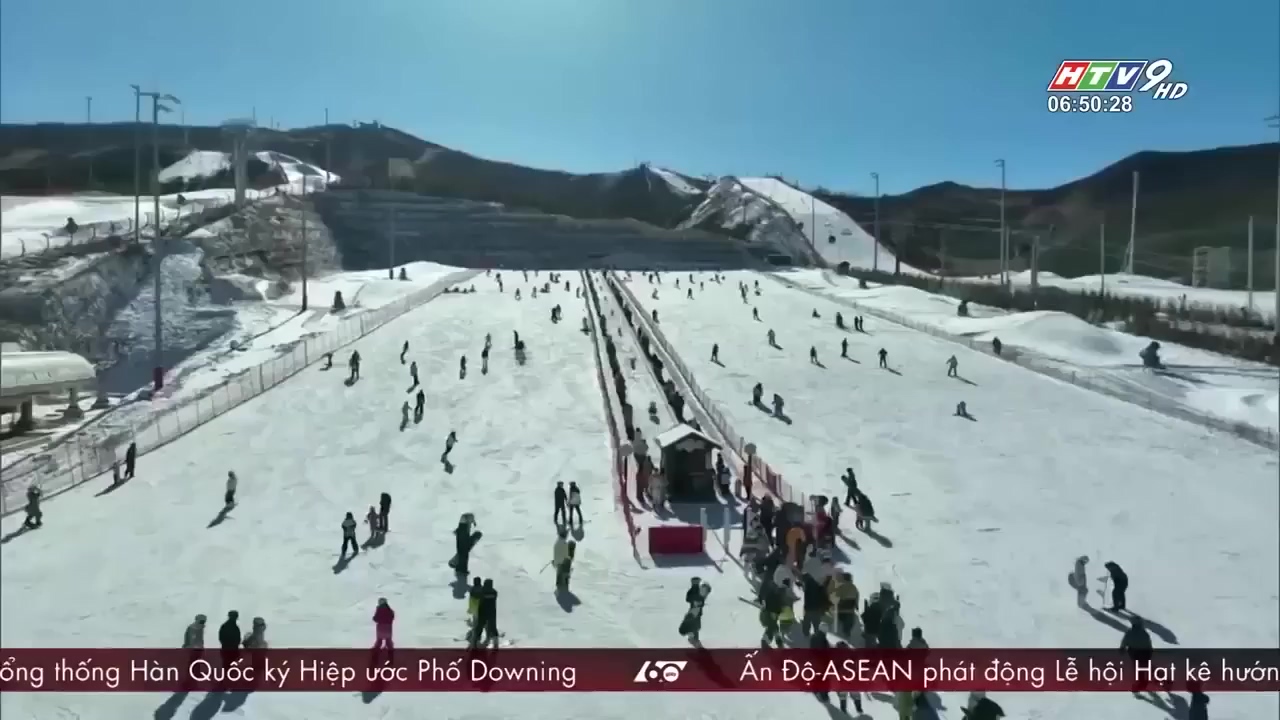 HTV9 HD
06:50:28
ổng thống Hàn Quốc ký Hiệp ước Phố Downing 60 Ấn Độ-ASEAN phát động Lễ hội Hạt kê hướn